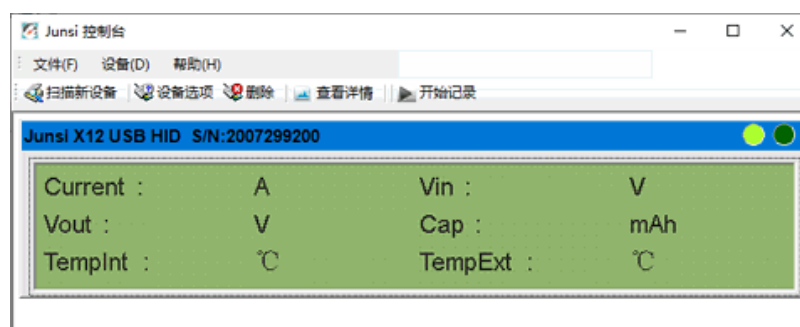 Junsi 控制台
文件(F) 设备(D) 帮助(H)
扫描新设备 设备选项 删除 查看详情 开始记录
Junsi X12 USB HID S/N:2007299200
Current : A Vin : V
Vout : V Cap : mAh
TempInt : ℃ TempExt : ℃